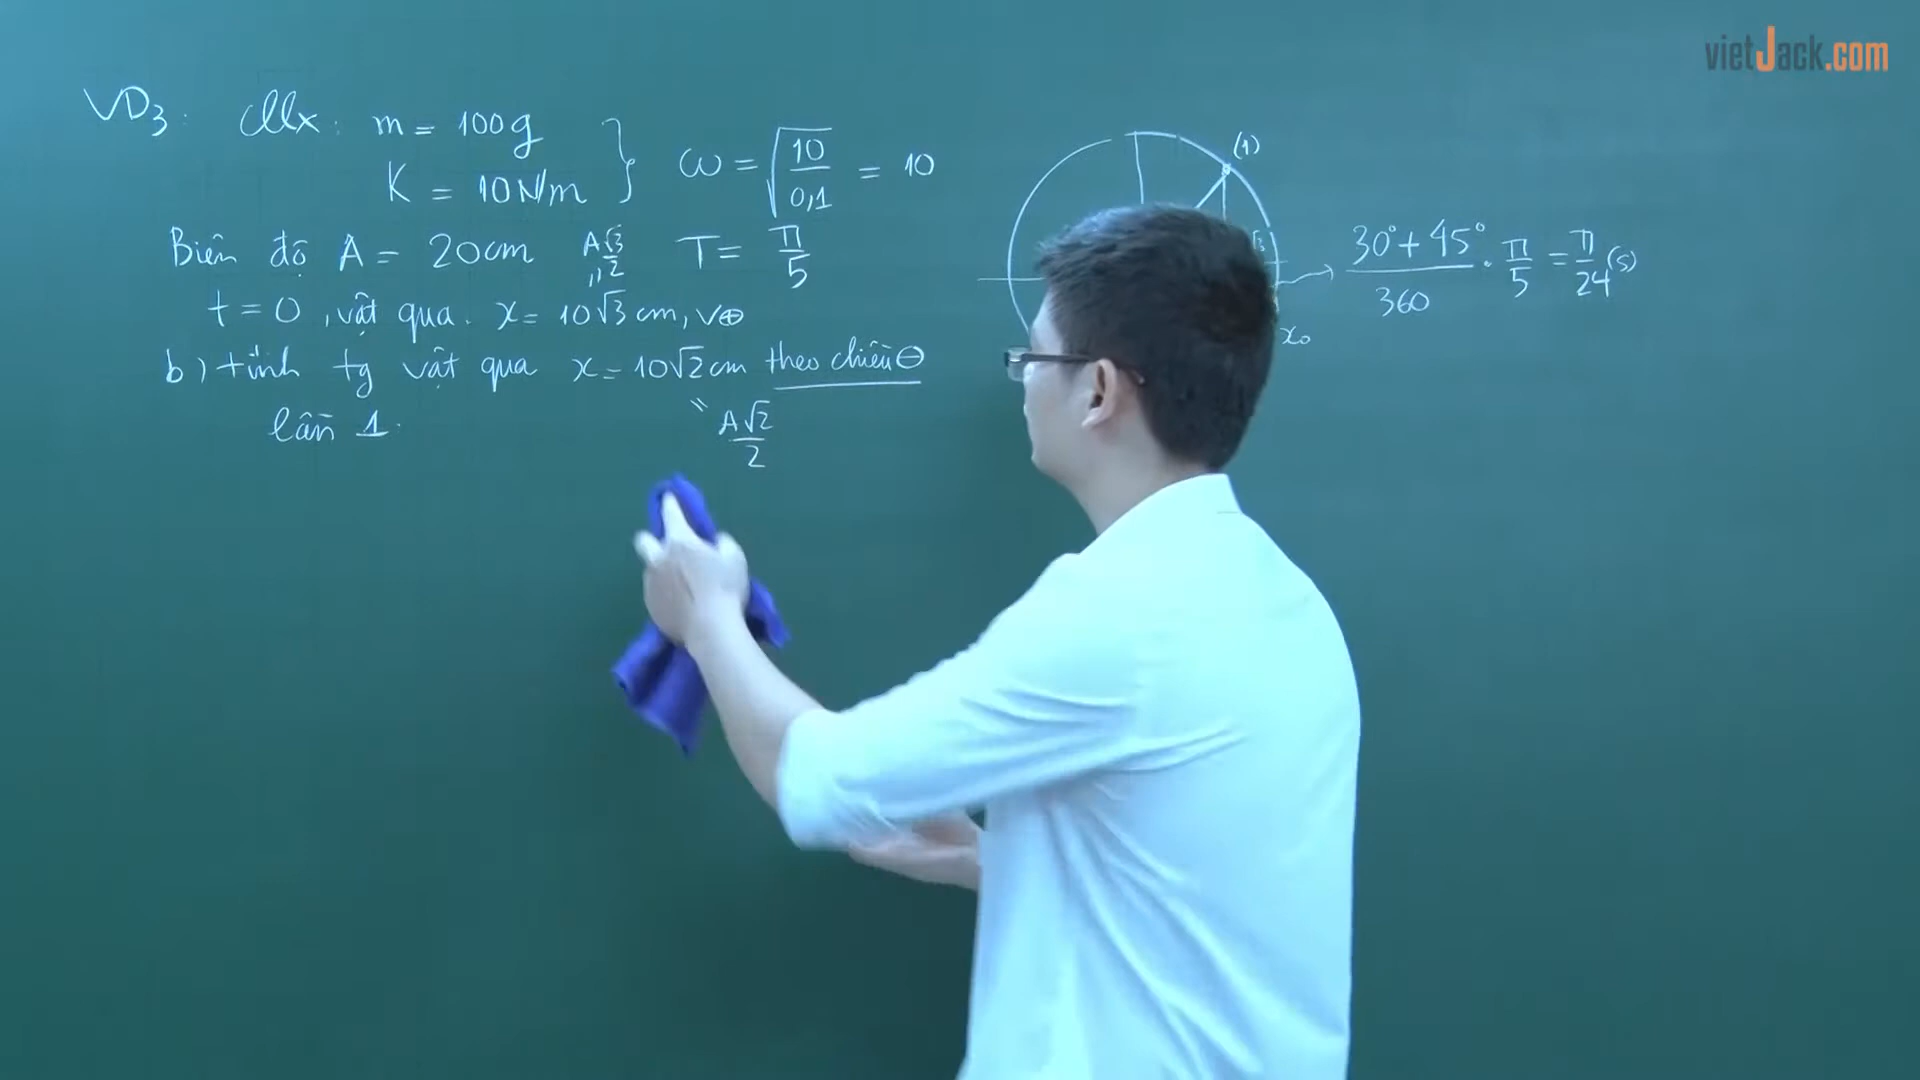 vietJack.com
VD3: Cllx: m = 100g
K = 10N/m
ω = √(10/0,1) = 10
Biên độ A = 20cm
A√3/2
T = π/5
t = 0, vật qua x = 10√3 cm, v⊕
b) tính tg vật qua x = 10√2 cm theo chiều ⊖
lần 1.
A√2/2
(1)
x₀
(30° + 45°)/360 · π/5 = π/24 (s)